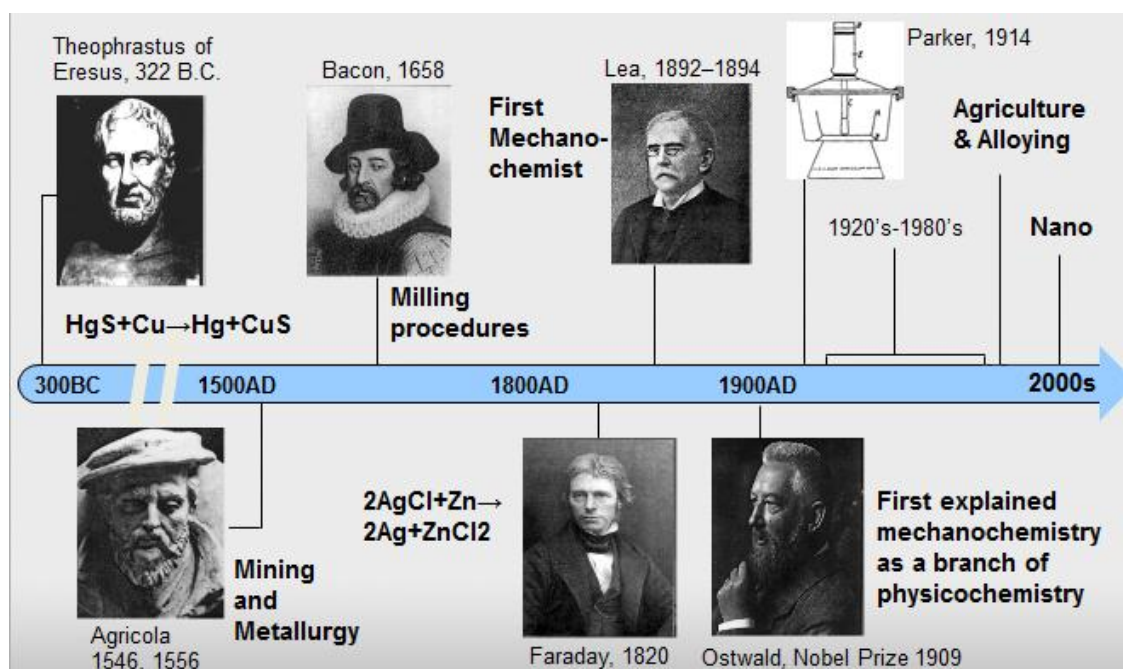 Theophrastus of
Eresus, 322 B.C.
Bacon, 1658
Lea, 1892–1894
Parker, 1914
First
Mechano-
chemist
Agriculture
& Alloying
1920's-1980's
Nano
HgS+Cu→Hg+CuS
Milling
procedures
300BC
1500AD
1800AD
1900AD
2000s
2AgCl+Zn→
2Ag+ZnCl2
First explained
mechanochemistry
as a branch of
physicochemistry
Mining
and
Metallurgy
Agricola
1546, 1556
Faraday, 1820
Ostwald, Nobel Prize 1909